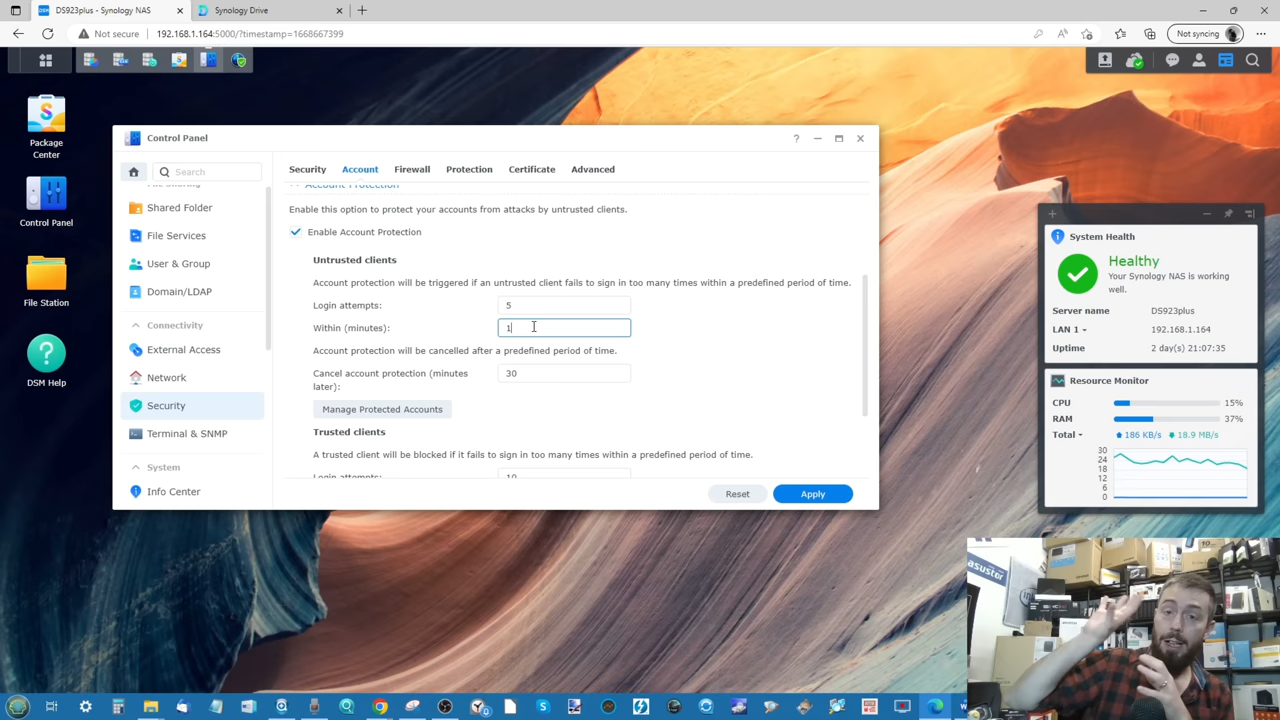 DS923plus - Synology NAS
Synology Drive
Not secure
192.168.1.164:5000/?timestamp=1668667399
Not syncing
Package Center
Control Panel
File Station
DSM Help
Control Panel
Search
File Sharing
Shared Folder
File Services
User & Group
Domain/LDAP
Connectivity
External Access
Network
Security
Terminal & SNMP
System
Info Center
Security
Account
Firewall
Protection
Certificate
Advanced
Account Protection
Enable this option to protect your accounts from attacks by untrusted clients.
Enable Account Protection
Untrusted clients
Account protection will be triggered if an untrusted client fails to sign in too many times within a predefined period of time.
Login attempts: 5
Within (minutes): 1
Account protection will be cancelled after a predefined period of time.
Cancel account protection (minutes later): 30
Manage Protected Accounts
Trusted clients
A trusted client will be blocked if it fails to sign in too many times within a predefined period of time.
Login attempts: 10
Reset
Apply
System Health
Healthy
Your Synology NAS is working well.
Server name DS923plus
LAN 1 192.168.1.164
Uptime 2 day(s) 21:07:35
Resource Monitor
CPU 15%
RAM 37%
Total 186 KB/s 18.9 MB/s
30
24
18
12
6
0
asustor